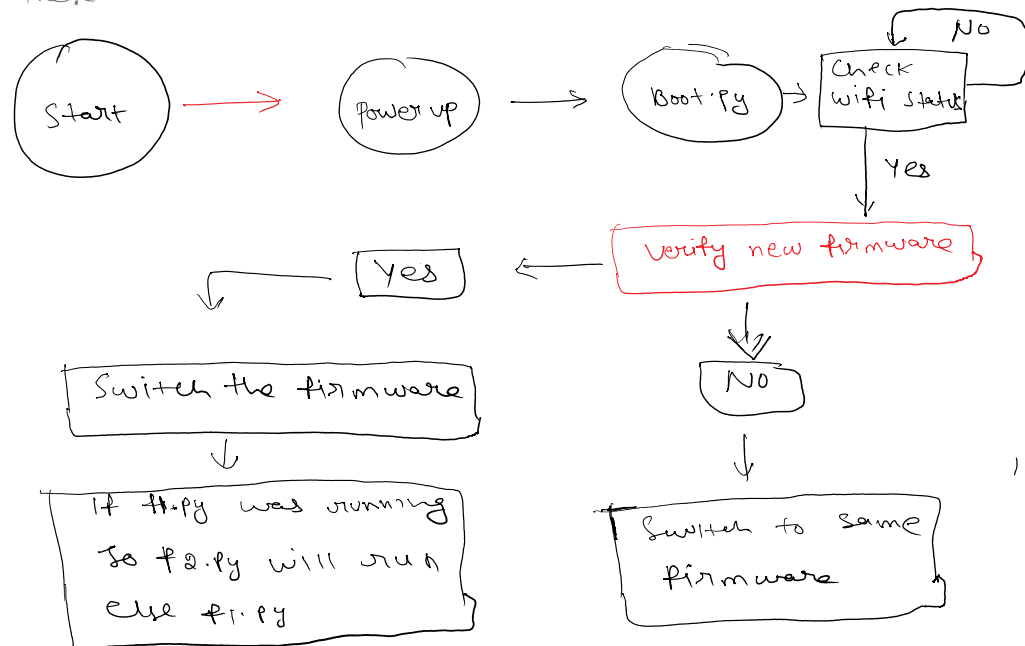 Start
Power up
Boot.py
Check
wifi status
No
Yes
Verify new firmware
Yes
NO
Switch the firmware
If f1.py was running
So f2.py will run
else f1.py
Switch to same
firmware